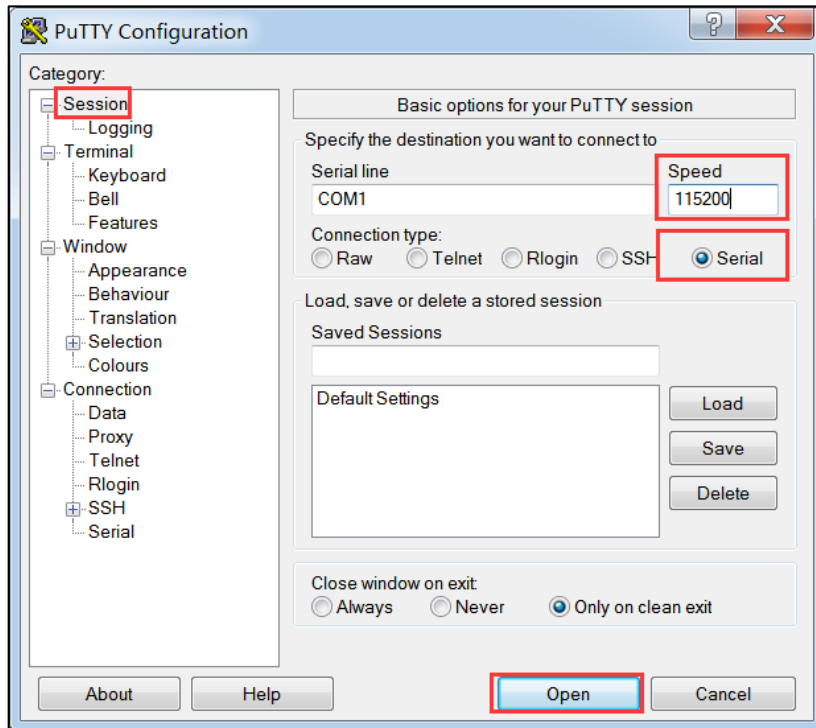 PuTTY Configuration
Category:
Session
Logging
Terminal
Keyboard
Bell
Features
Window
Appearance
Behaviour
Translation
Selection
Colours
Connection
Data
Proxy
Telnet
Rlogin
SSH
Serial
Basic options for your PuTTY session
Specify the destination you want to connect to
Serial line Speed
COM1 115200
Connection type:
Raw Telnet Rlogin SSH Serial
Load, save or delete a stored session
Saved Sessions
Default Settings
Load
Save
Delete
Close window on exit:
Always Never Only on clean exit
About Help Open Cancel